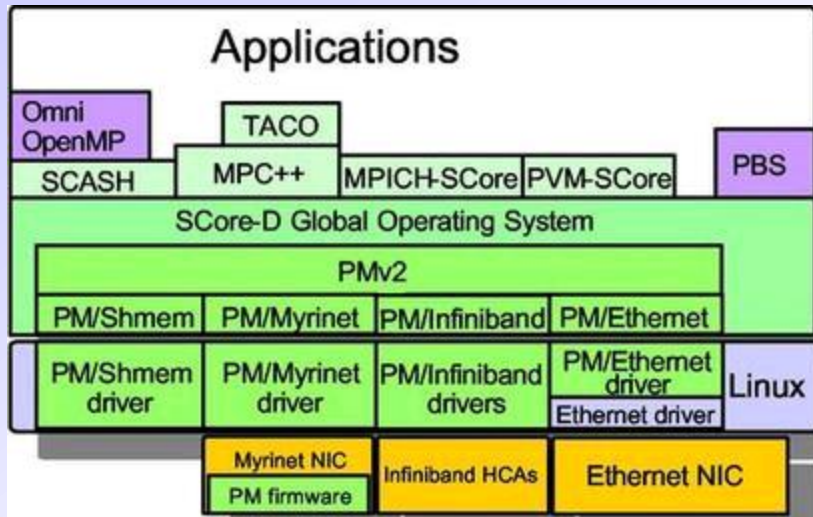 Applications
Omni
OpenMP
TACO
PBS
SCASH
MPC++
MPICH-SCore
PVM-SCore
SCore-D Global Operating System
PMv2
PM/Shmem
PM/Myrinet
PM/Infiniband
PM/Ethernet
PM/Shmem
driver
PM/Myrinet
driver
PM/Infiniband
drivers
PM/Ethernet
driver
Ethernet driver
Linux
Myrinet NIC
PM firmware
Infiniband HCAs
Ethernet NIC